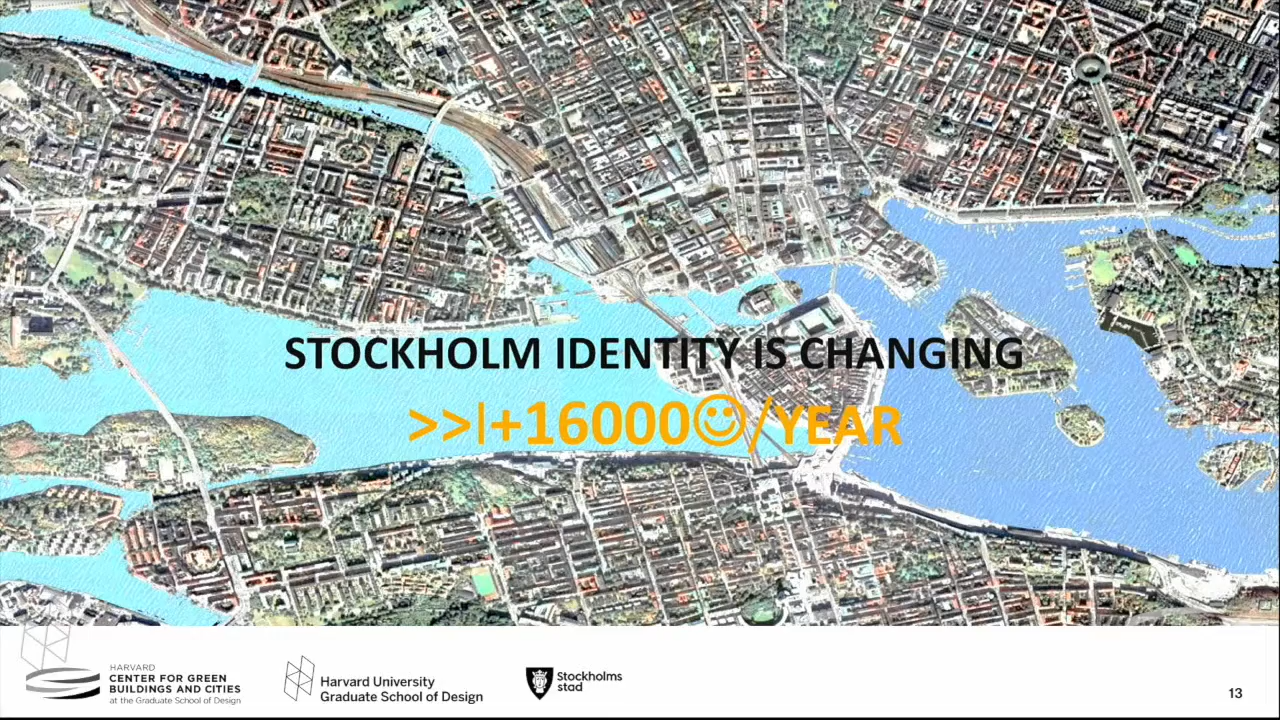 STOCKHOLM IDENTITY IS CHANGING
>>|+16000☺/YEAR
HARVARD
CENTER FOR GREEN
BUILDINGS AND CITIES
at the Graduate School of Design
Harvard University
Graduate School of Design
Stockholms
stad
13